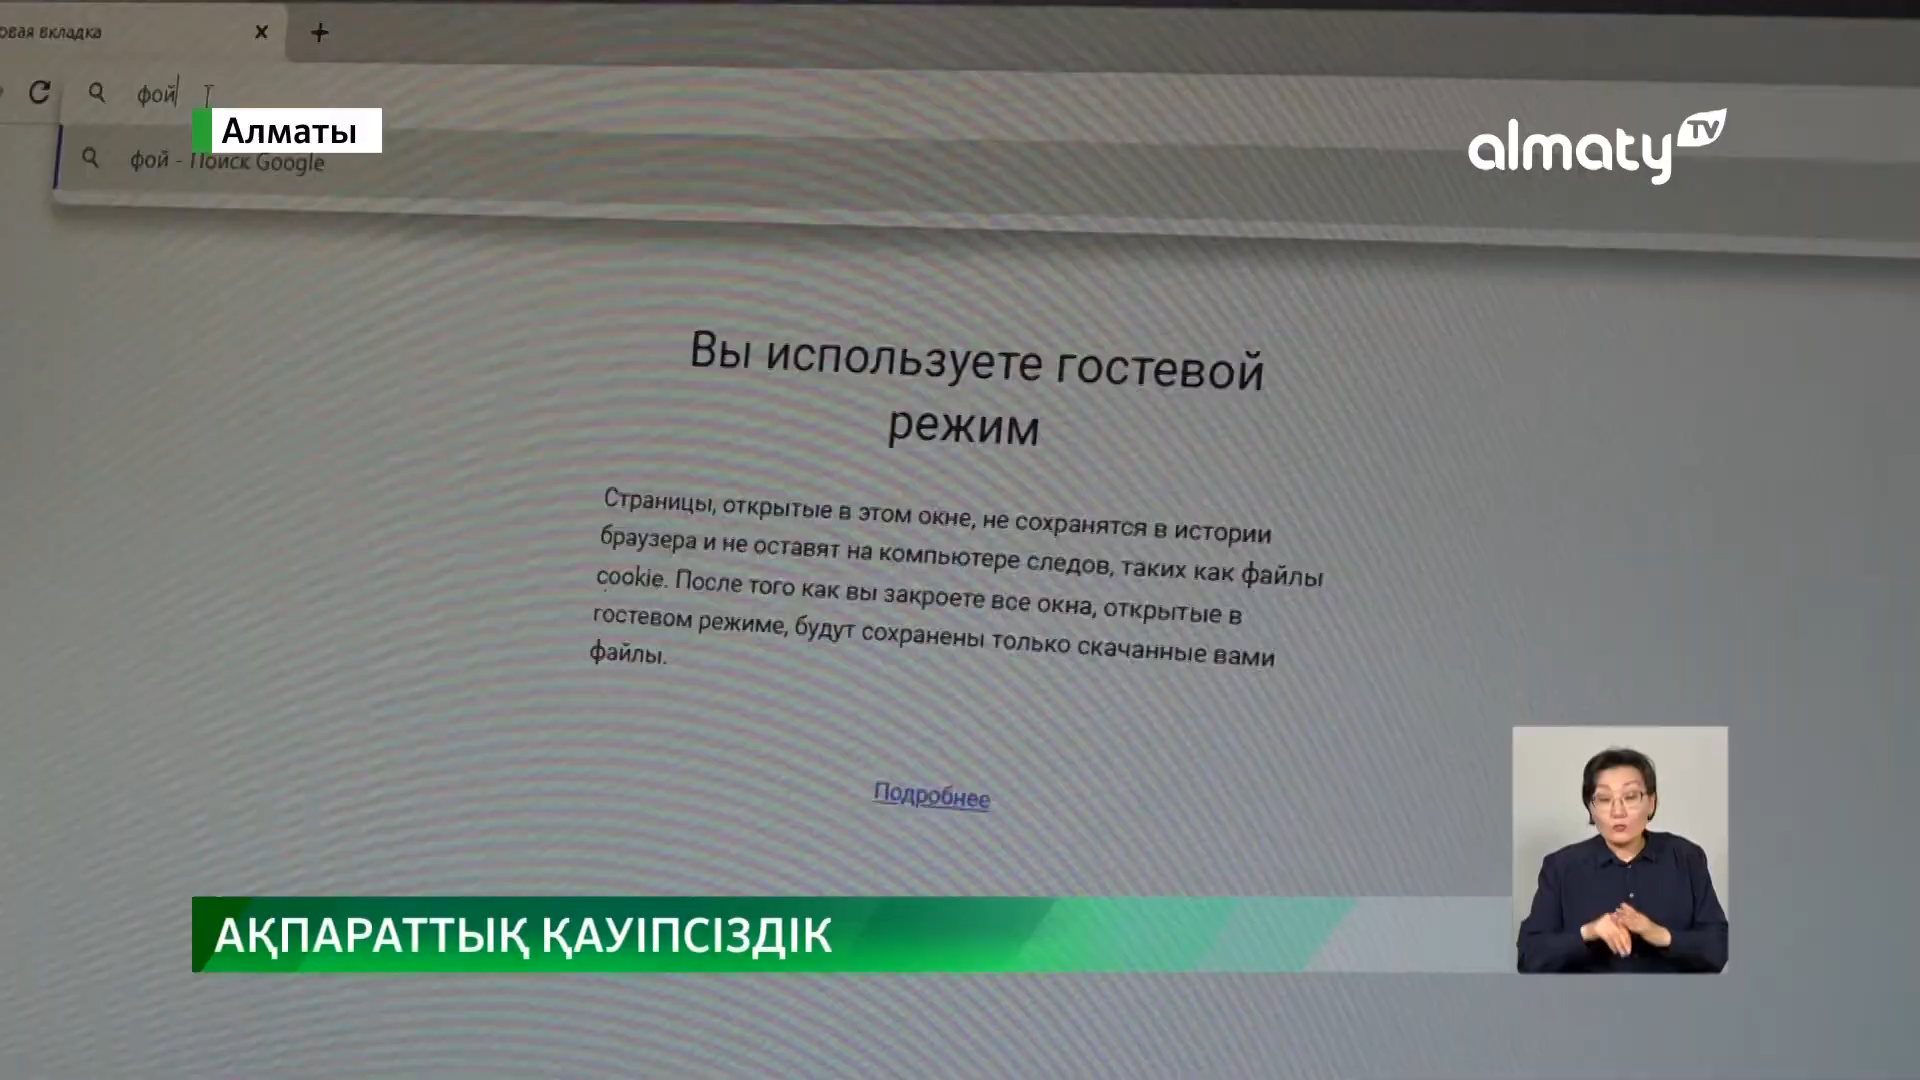 овая вкладка
фой
Алматы
фой - Поиск Google
almaty TV
Вы используете гостевой
режим
Страницы, открытые в этом окне, не сохранятся в истории
браузера и не оставят на компьютере следов, таких как файлы
cookie. После того как вы закроете все окна, открытые в
гостевом режиме, будут сохранены только скачанные вами
файлы.
Подробнее
АҚПАРАТТЫҚ ҚАУІПСІЗДІК